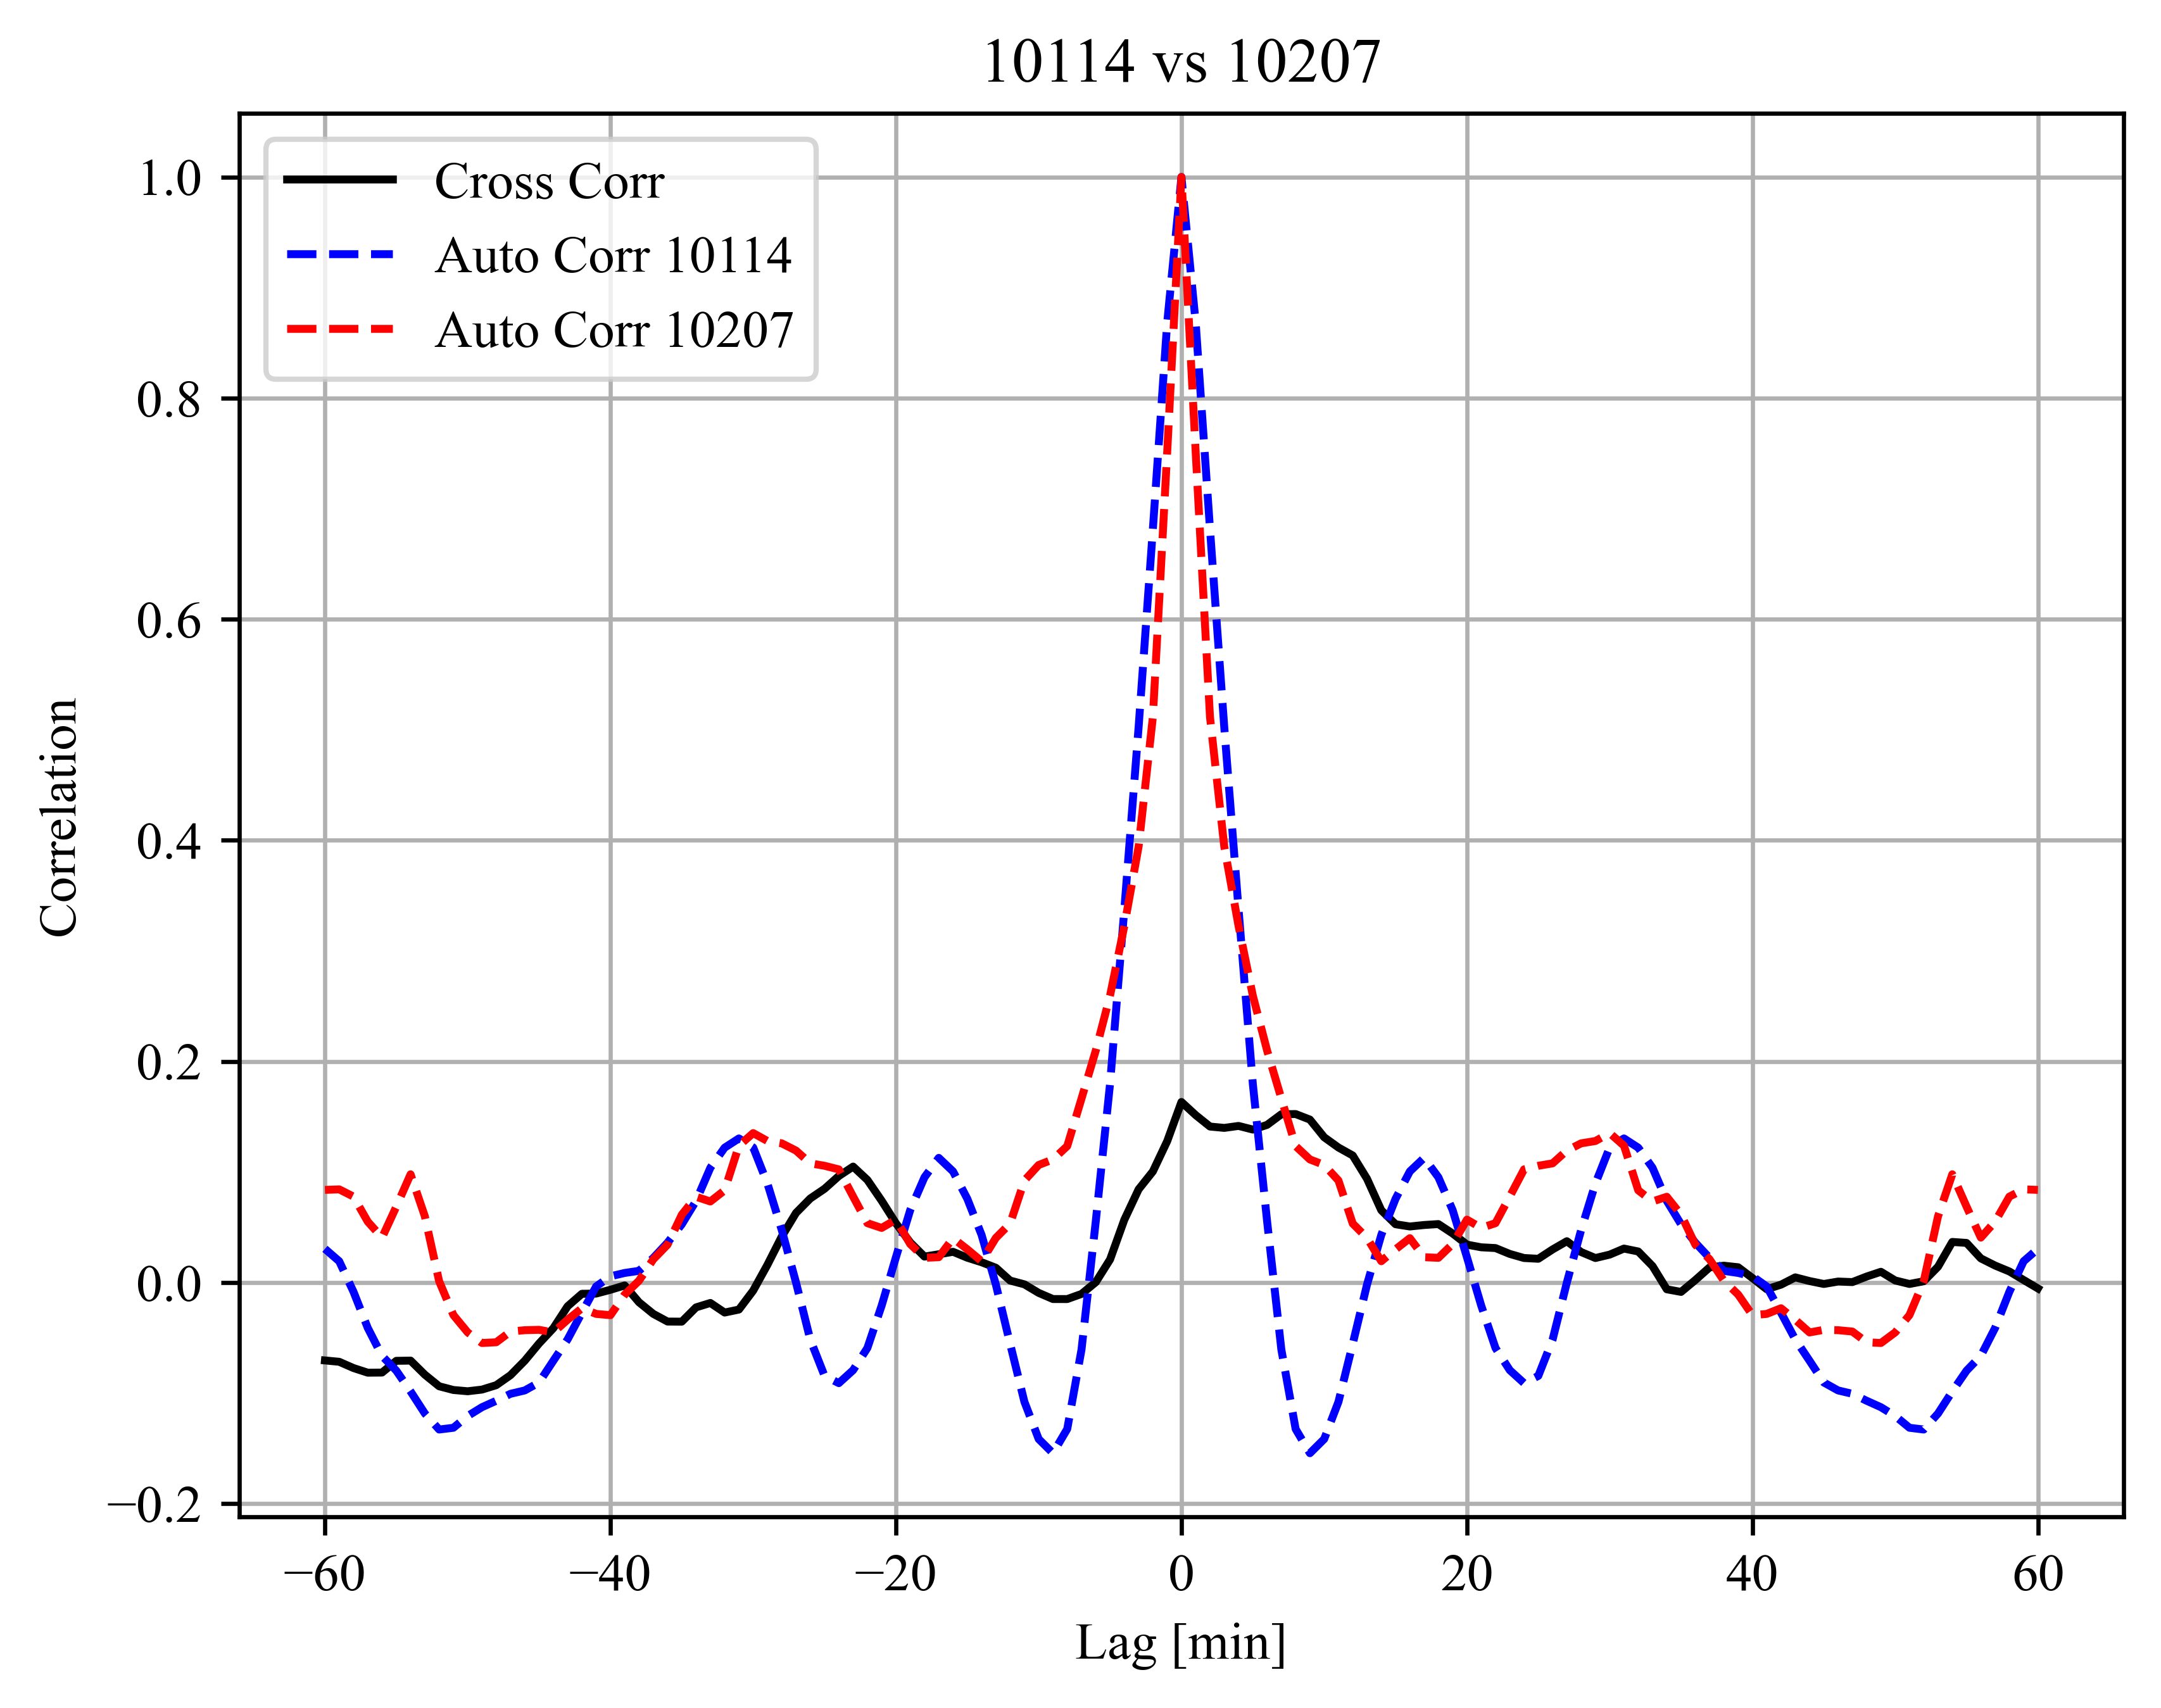 10114 vs 10207
Cross Corr
Auto Corr 10114
Auto Corr 10207
1.0
0.8
0.6
0.4
0.2
0.0
−0.2
Correlation
−60
−40
−20
0
20
40
60
Lag [min]